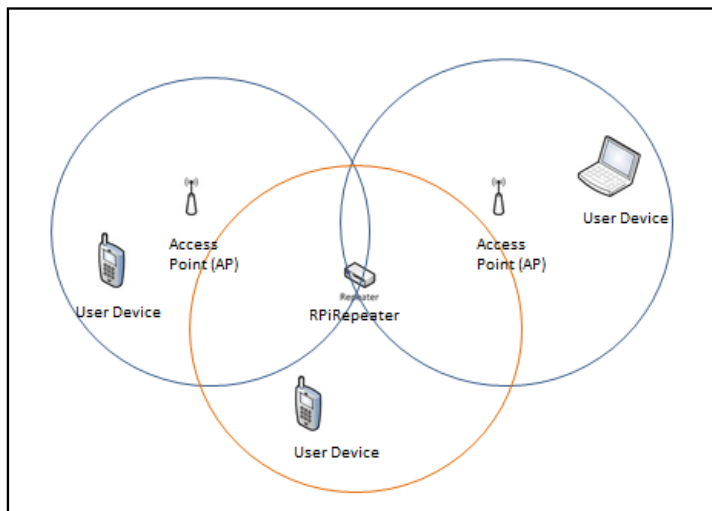 User Device
Access
Point (AP)
Access
Point (AP)
User Device
Repeater
RPiRepeater
User Device